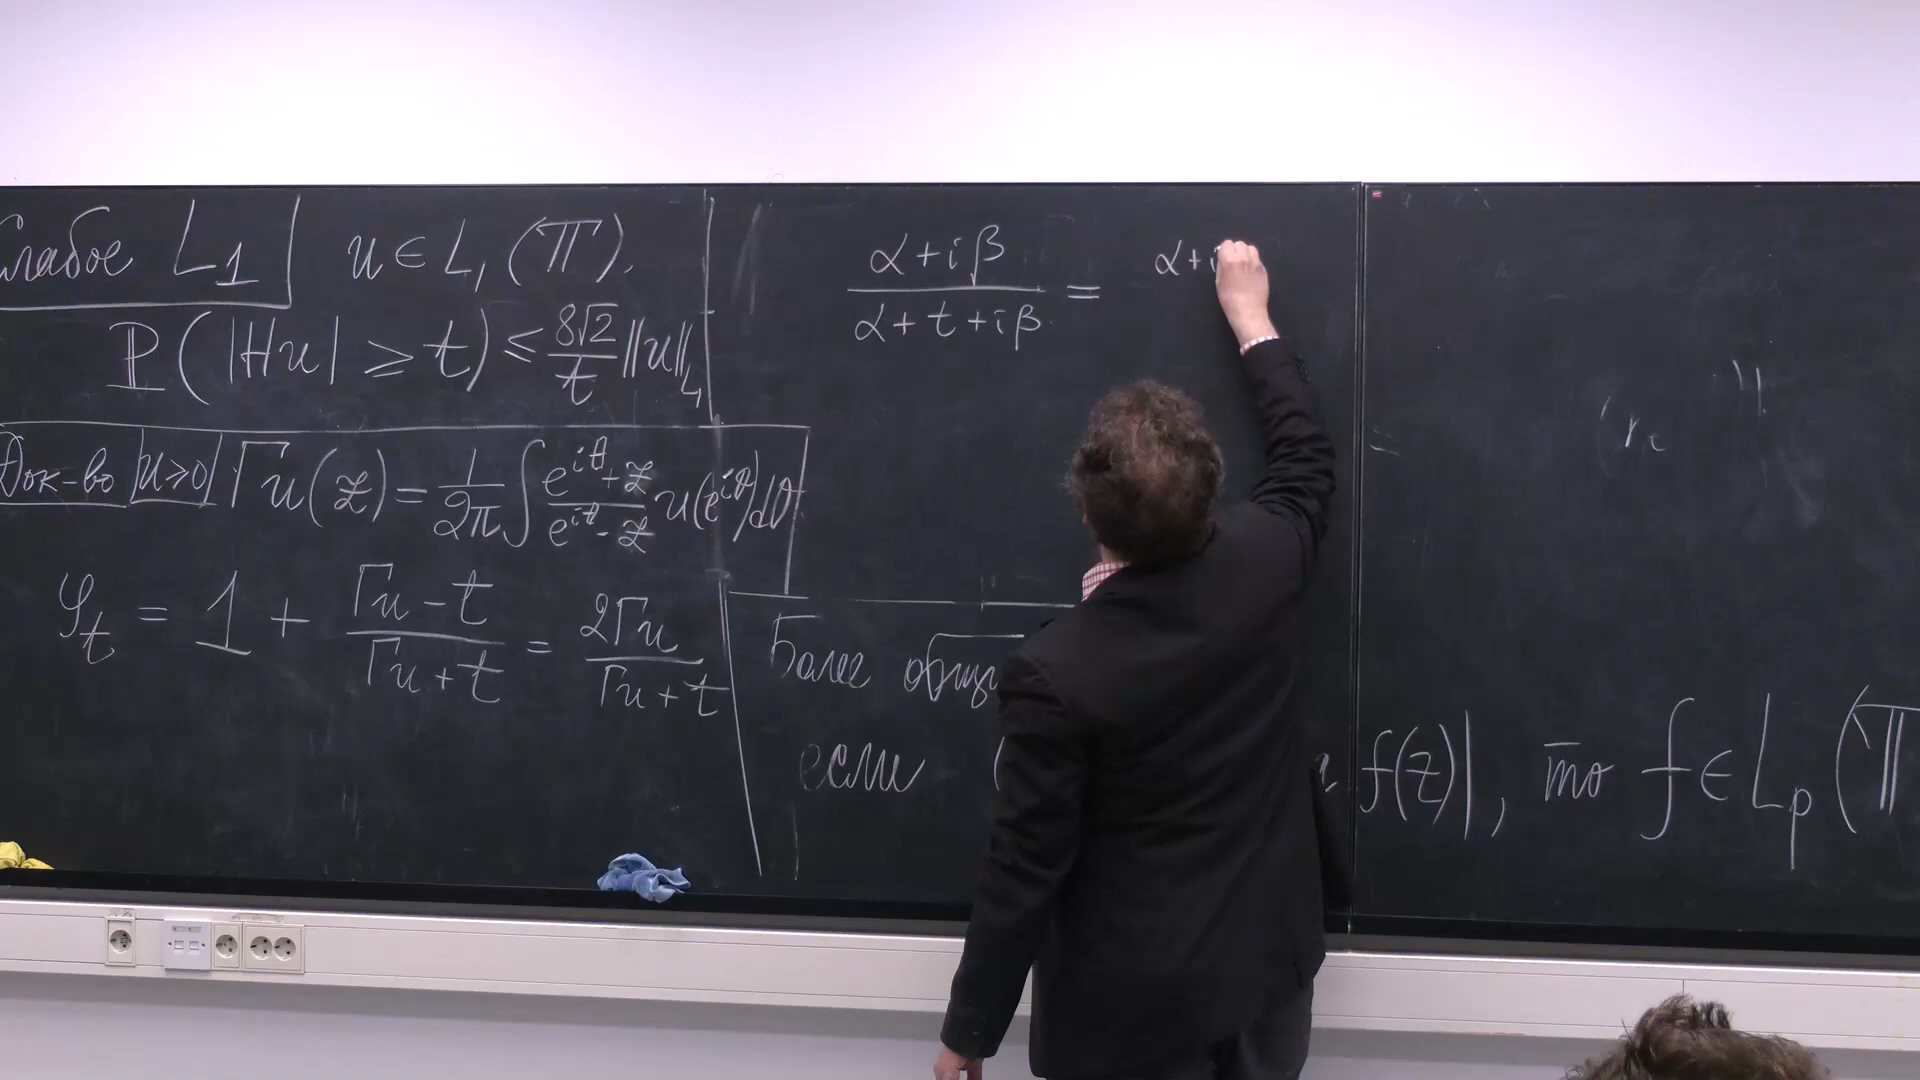 Слабое L₁ u ∈ L₁(𝕋).
ℙ(|Hu| ⩾ t) ≤ 8√2/t ‖u‖_L₁
Док-во |u⩾0| Γu(z) = 1/2π ∫ (e^{iθ}+z)/(e^{iθ}-z) u(e^{iθ})dθ
φ_t = 1 + (Γu - t)/(Γu + t) = 2Γu/(Γu + t)
(α + iβ)/(α + t + iβ) = α + i
Более
если f(z)|, то f ∈ L_p(𝕋